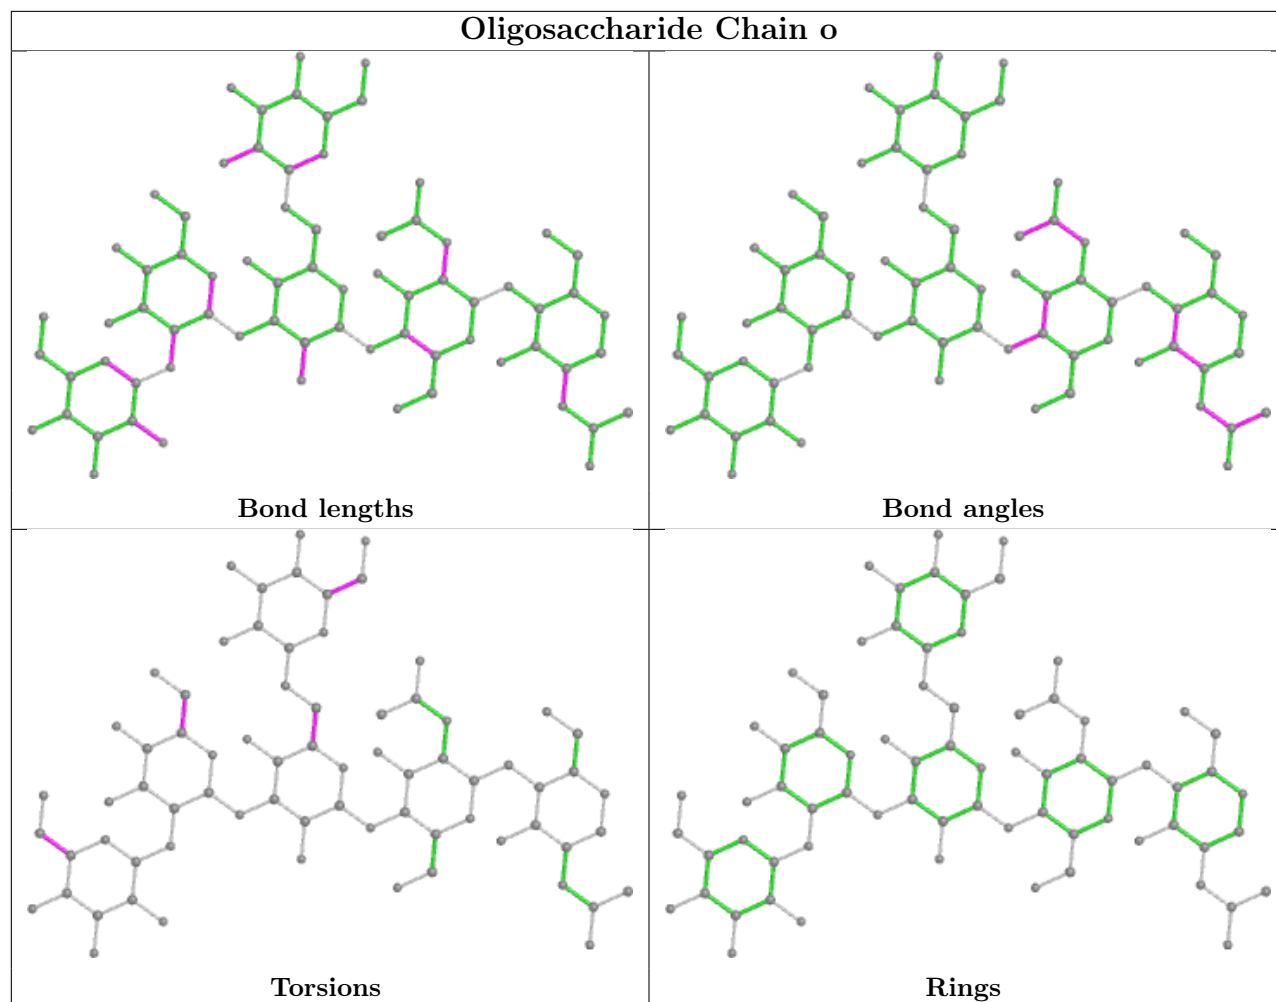 Oligosaccharide Chain o
Bond lengths
Bond angles
Torsions
Rings